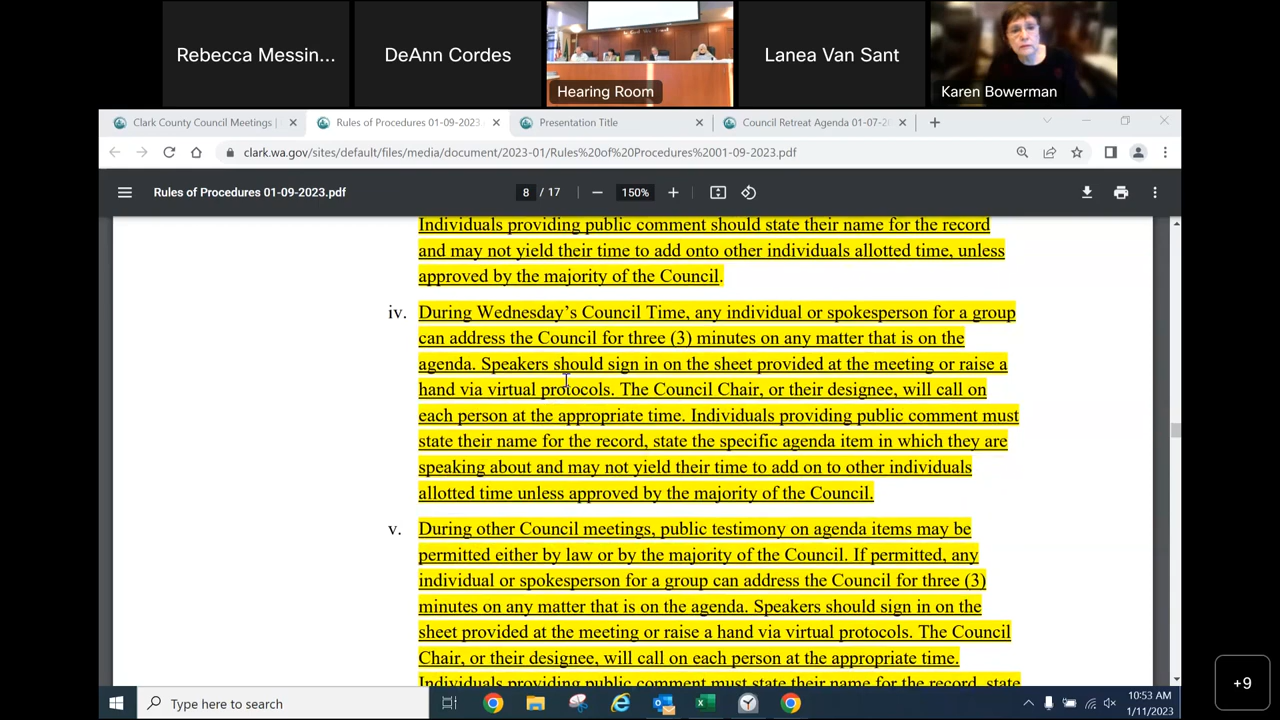 Rebecca Messin...
DeAnn Cordes
Hearing Room
Lanea Van Sant
Karen Bowerman
Clark County Council Meetings |
Rules of Procedures 01-09-2023
Presentation Title
Council Retreat Agenda 01-07-20
clark.wa.gov/sites/default/files/media/document/2023-01/Rules%20of%20Procedures%2001-09-2023.pdf
Rules of Procedures 01-09-2023.pdf
8 / 17
150%
Individuals providing public comment should state their name for the record
and may not yield their time to add onto other individuals allotted time, unless
approved by the majority of the Council.
iv. During Wednesday’s Council Time, any individual or spokesperson for a group
can address the Council for three (3) minutes on any matter that is on the
agenda. Speakers should sign in on the sheet provided at the meeting or raise a
hand via virtual protocols. The Council Chair, or their designee, will call on
each person at the appropriate time. Individuals providing public comment must
state their name for the record, state the specific agenda item in which they are
speaking about and may not yield their time to add on to other individuals
allotted time unless approved by the majority of the Council.
v. During other Council meetings, public testimony on agenda items may be
permitted either by law or by the majority of the Council. If permitted, any
individual or spokesperson for a group can address the Council for three (3)
minutes on any matter that is on the agenda. Speakers should sign in on the
sheet provided at the meeting or raise a hand via virtual protocols. The Council
Chair, or their designee, will call on each person at the appropriate time.
Individuals providing public comment must state their name for the record, state
Type here to search
10:53 AM
1/11/2023
+9